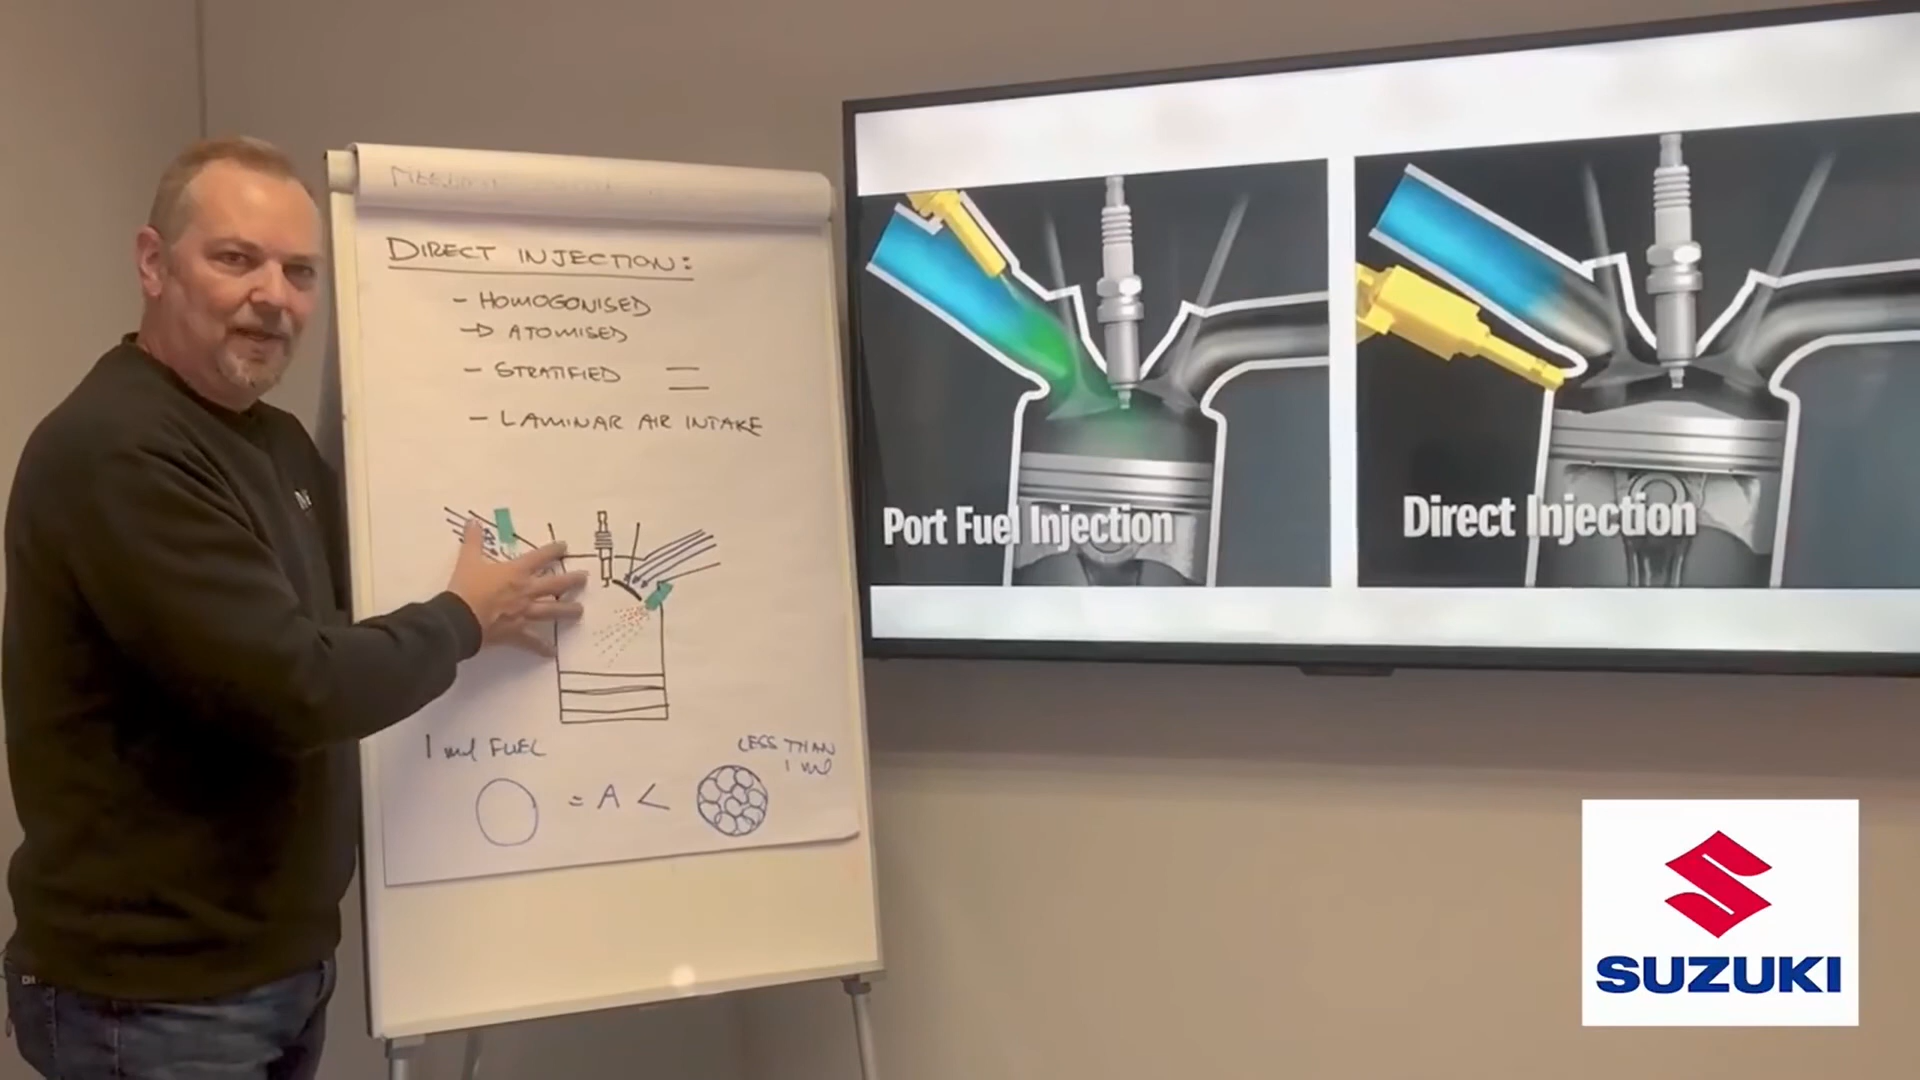 DIRECT INJECTION:
- HOMOGONISED
→ ATOMISED
- STRATIFIED
- LAMINAR AIR INTAKE
1 ml FUEL
LESS THAN
1 ml
= A <
Port Fuel Injection
Direct Injection
SUZUKI